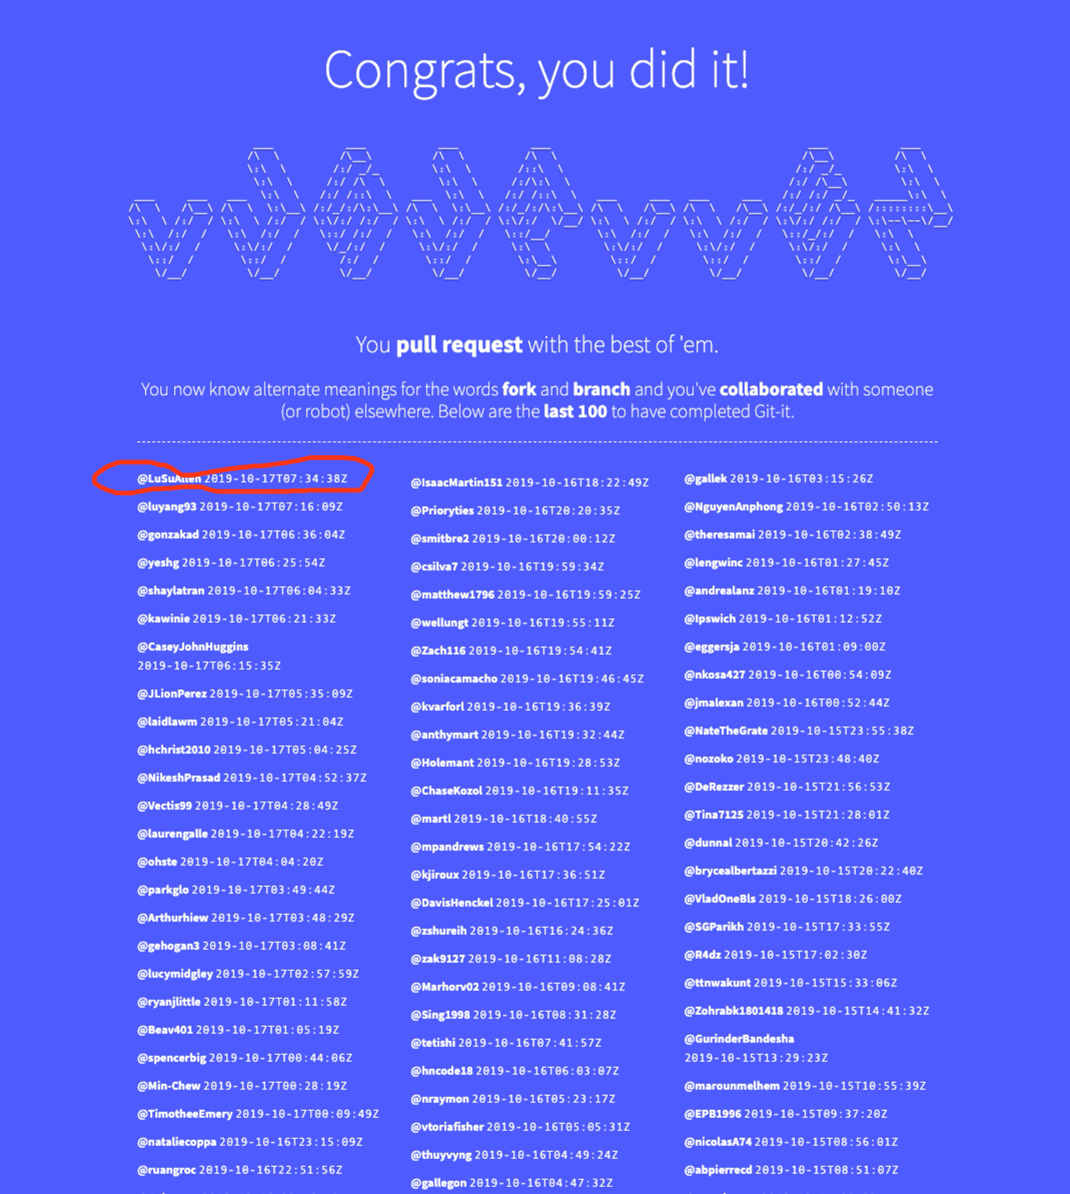 Congrats, you did it!
You pull request with the best of 'em.
You now know alternate meanings for the words fork and branch and you've collaborated with someone
(or robot) elsewhere. Below are the last 100 to have completed Git-it.
@LuSuAllen 2019-10-17T07:34:38Z
@luyang93 2019-10-17T07:16:09Z
@gonzakad 2019-10-17T06:36:04Z
@yeshg 2019-10-17T06:25:54Z
@shaylatran 2019-10-17T06:04:33Z
@kawinie 2019-10-17T06:21:33Z
@CaseyJohnHuggins
2019-10-17T06:15:35Z
@JLionPerez 2019-10-17T05:35:09Z
@laidlawm 2019-10-17T05:21:04Z
@hchrist2010 2019-10-17T05:04:25Z
@NikeshPrasad 2019-10-17T04:52:37Z
@Vectis99 2019-10-17T04:28:49Z
@laurengalle 2019-10-17T04:22:19Z
@ohste 2019-10-17T04:04:20Z
@parkglo 2019-10-17T03:49:44Z
@Arthurhiew 2019-10-17T03:48:29Z
@gehogan3 2019-10-17T03:08:41Z
@lucymidgley 2019-10-17T02:57:59Z
@ryanjlittle 2019-10-17T01:11:58Z
@Beav401 2019-10-17T01:05:19Z
@spencerbig 2019-10-17T00:44:06Z
@Min-Chew 2019-10-17T00:28:19Z
@TimotheeEmery 2019-10-17T00:09:49Z
@nataliecoppa 2019-10-16T23:15:09Z
@ruangroc 2019-10-16T22:51:56Z
@IsaacMartin151 2019-10-16T18:22:49Z
@Prioryties 2019-10-16T20:20:35Z
@smitbre2 2019-10-16T20:00:12Z
@csilva7 2019-10-16T19:59:34Z
@matthew1796 2019-10-16T19:59:25Z
@wellungt 2019-10-16T19:55:11Z
@Zach116 2019-10-16T19:54:41Z
@soniacamacho 2019-10-16T19:46:45Z
@kvarforl 2019-10-16T19:36:39Z
@anthymart 2019-10-16T19:32:44Z
@Holemant 2019-10-16T19:28:53Z
@ChaseKozol 2019-10-16T19:11:35Z
@martl 2019-10-16T18:40:55Z
@mpandrews 2019-10-16T17:54:22Z
@kjiroux 2019-10-16T17:36:51Z
@DavisHenckel 2019-10-16T17:25:01Z
@zshureih 2019-10-16T16:24:36Z
@zak9127 2019-10-16T11:08:28Z
@Marhorv02 2019-10-16T09:08:41Z
@Sing1998 2019-10-16T08:31:28Z
@tetishi 2019-10-16T07:41:57Z
@hncode18 2019-10-16T06:03:07Z
@nraymon 2019-10-16T05:23:17Z
@vtoriafisher 2019-10-16T05:05:31Z
@thuyvyng 2019-10-16T04:49:24Z
@gallegon 2019-10-16T04:47:32Z
@gallek 2019-10-16T03:15:26Z
@NguyenAnphong 2019-10-16T02:50:13Z
@theresamai 2019-10-16T02:38:49Z
@lengwinc 2019-10-16T01:27:45Z
@andrealanz 2019-10-16T01:19:10Z
@Ipswich 2019-10-16T01:12:52Z
@eggersja 2019-10-16T01:09:00Z
@nkosa427 2019-10-16T00:54:09Z
@jmalexan 2019-10-16T00:52:44Z
@NateTheGrate 2019-10-15T23:55:38Z
@nozoko 2019-10-15T23:48:40Z
@DeRezzer 2019-10-15T21:56:53Z
@Tina7125 2019-10-15T21:28:01Z
@dunnal 2019-10-15T20:42:26Z
@brycealbertazzi 2019-10-15T20:22:40Z
@VladOneBls 2019-10-15T18:26:00Z
@SGParikh 2019-10-15T17:33:55Z
@R4dz 2019-10-15T17:02:30Z
@ttnwakunt 2019-10-15T15:33:06Z
@Zohrabk1801418 2019-10-15T14:41:32Z
@GurinderBandesha
2019-10-15T13:29:23Z
@marounmelhem 2019-10-15T10:55:39Z
@EPB1996 2019-10-15T09:37:20Z
@nicolasA74 2019-10-15T08:56:01Z
@abpierrecd 2019-10-15T08:51:07Z